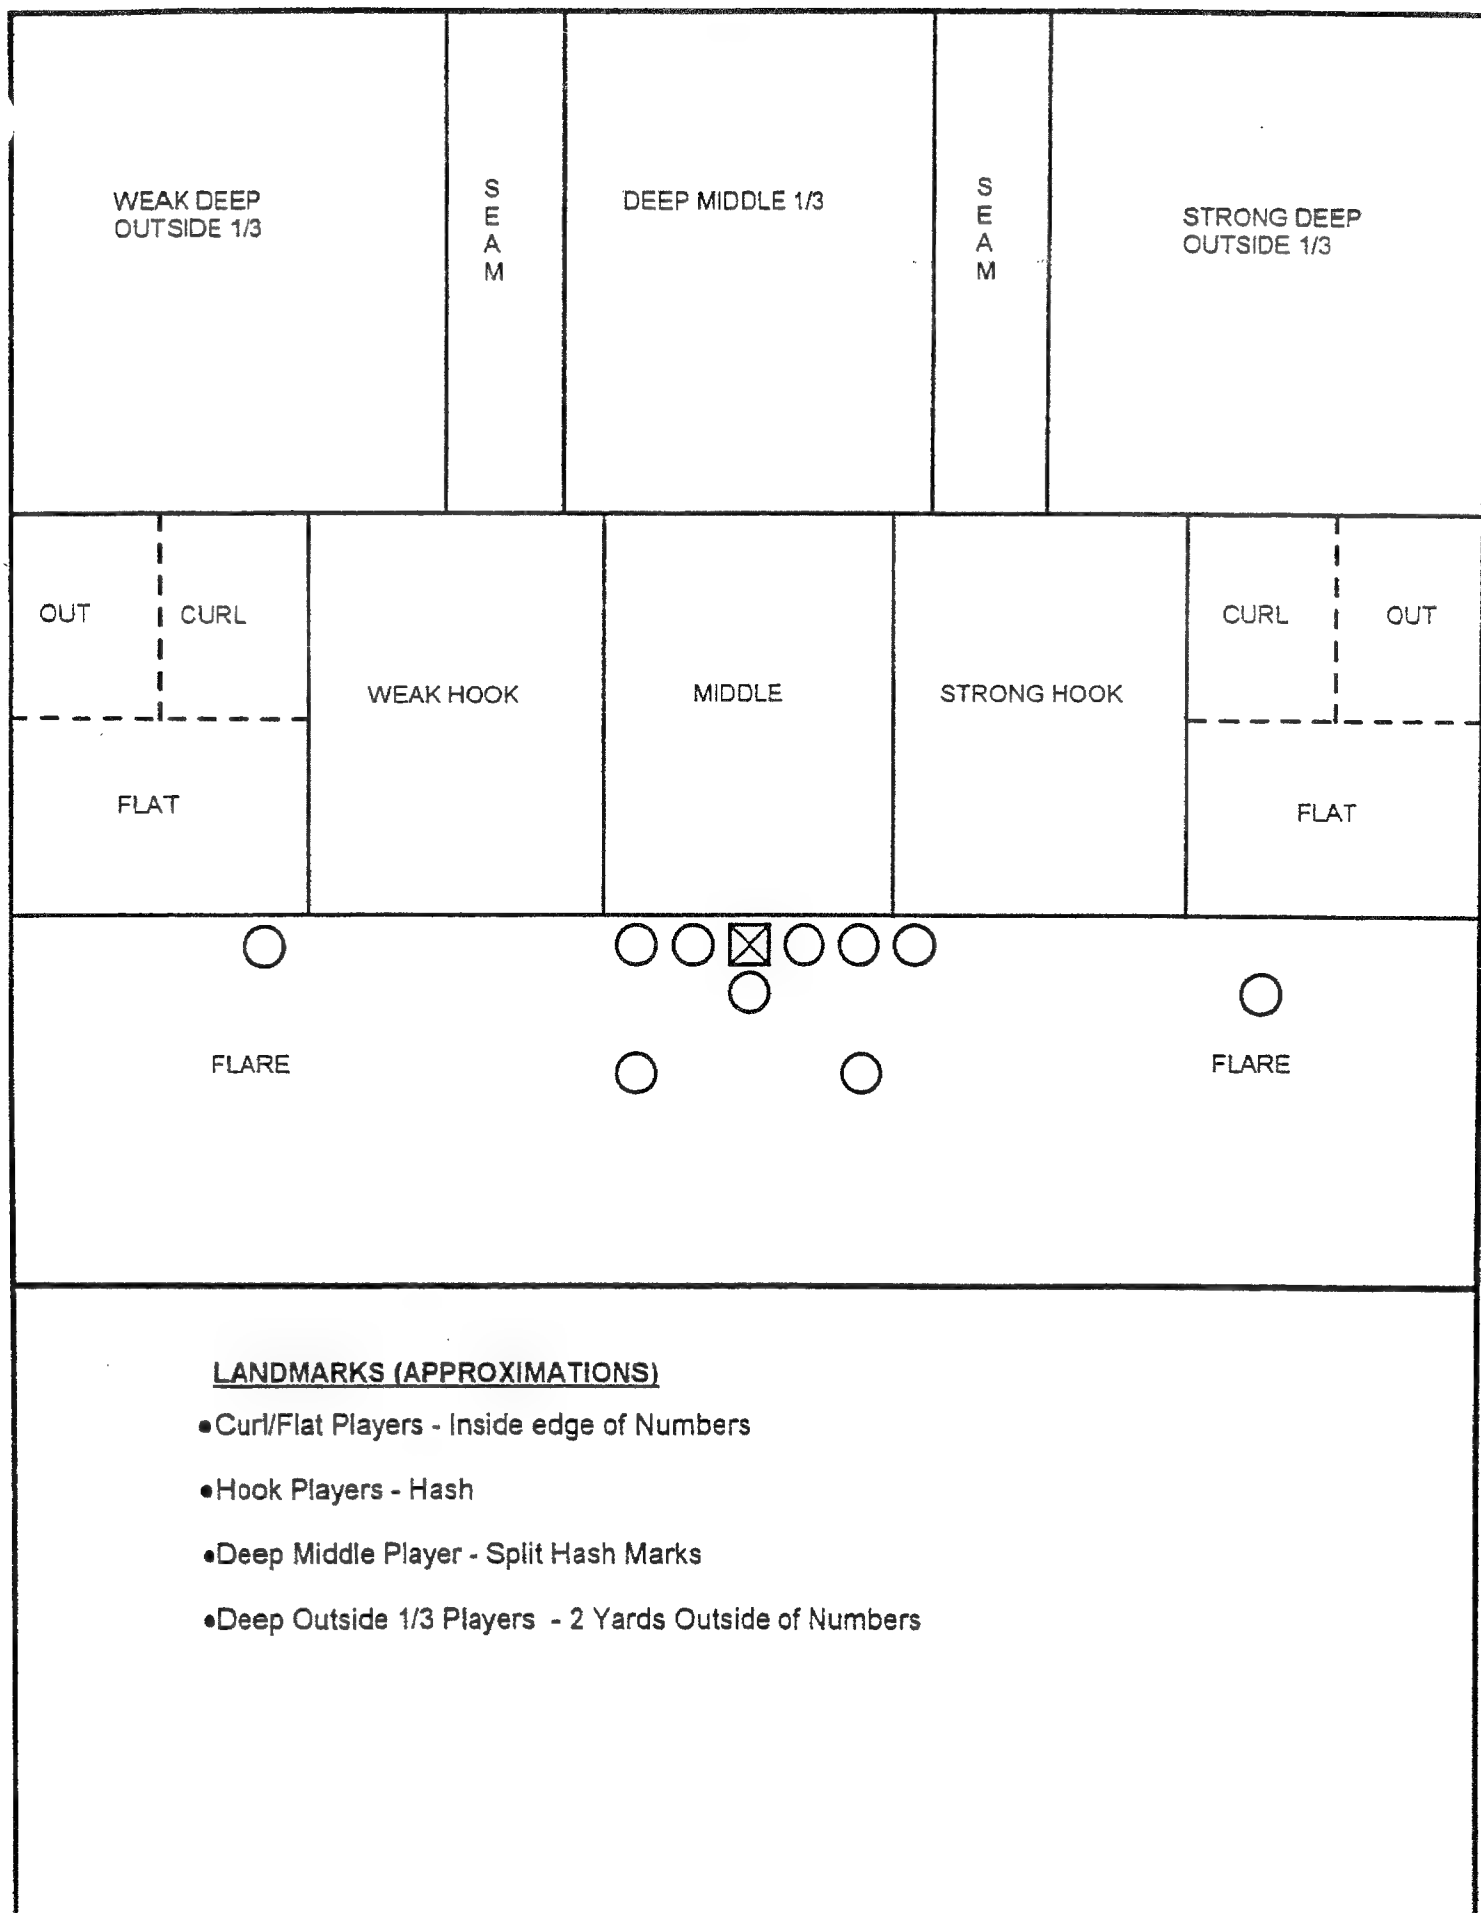 WEAK DEEP
OUTSIDE 1/3
SEAM
DEEP MIDDLE 1/3
SEAM
STRONG DEEP
OUTSIDE 1/3
OUT
CURL
WEAK HOOK
MIDDLE
STRONG HOOK
CURL
OUT
FLAT
FLAT
FLARE
FLARE
LANDMARKS (APPROXIMATIONS)
•Curl/Flat Players - Inside edge of Numbers
•Hook Players - Hash
•Deep Middle Player - Split Hash Marks
•Deep Outside 1/3 Players - 2 Yards Outside of Numbers